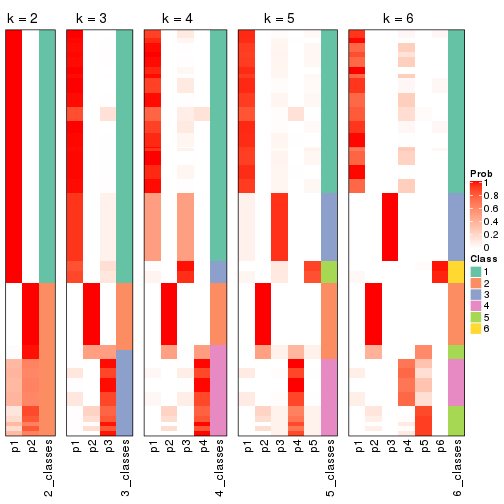 k = 2 k = 3 k = 4 k = 5 k = 6
Prob
1
0.8
0.6
0.4
0.2
0
Class
1
2
3
4
5
6
p1 p2 2_classes
p1 p2 p3 3_classes
p1 p2 p3 p4 4_classes
p1 p2 p3 p4 p5 5_classes
p1 p2 p3 p4 p5 p6 6_classes